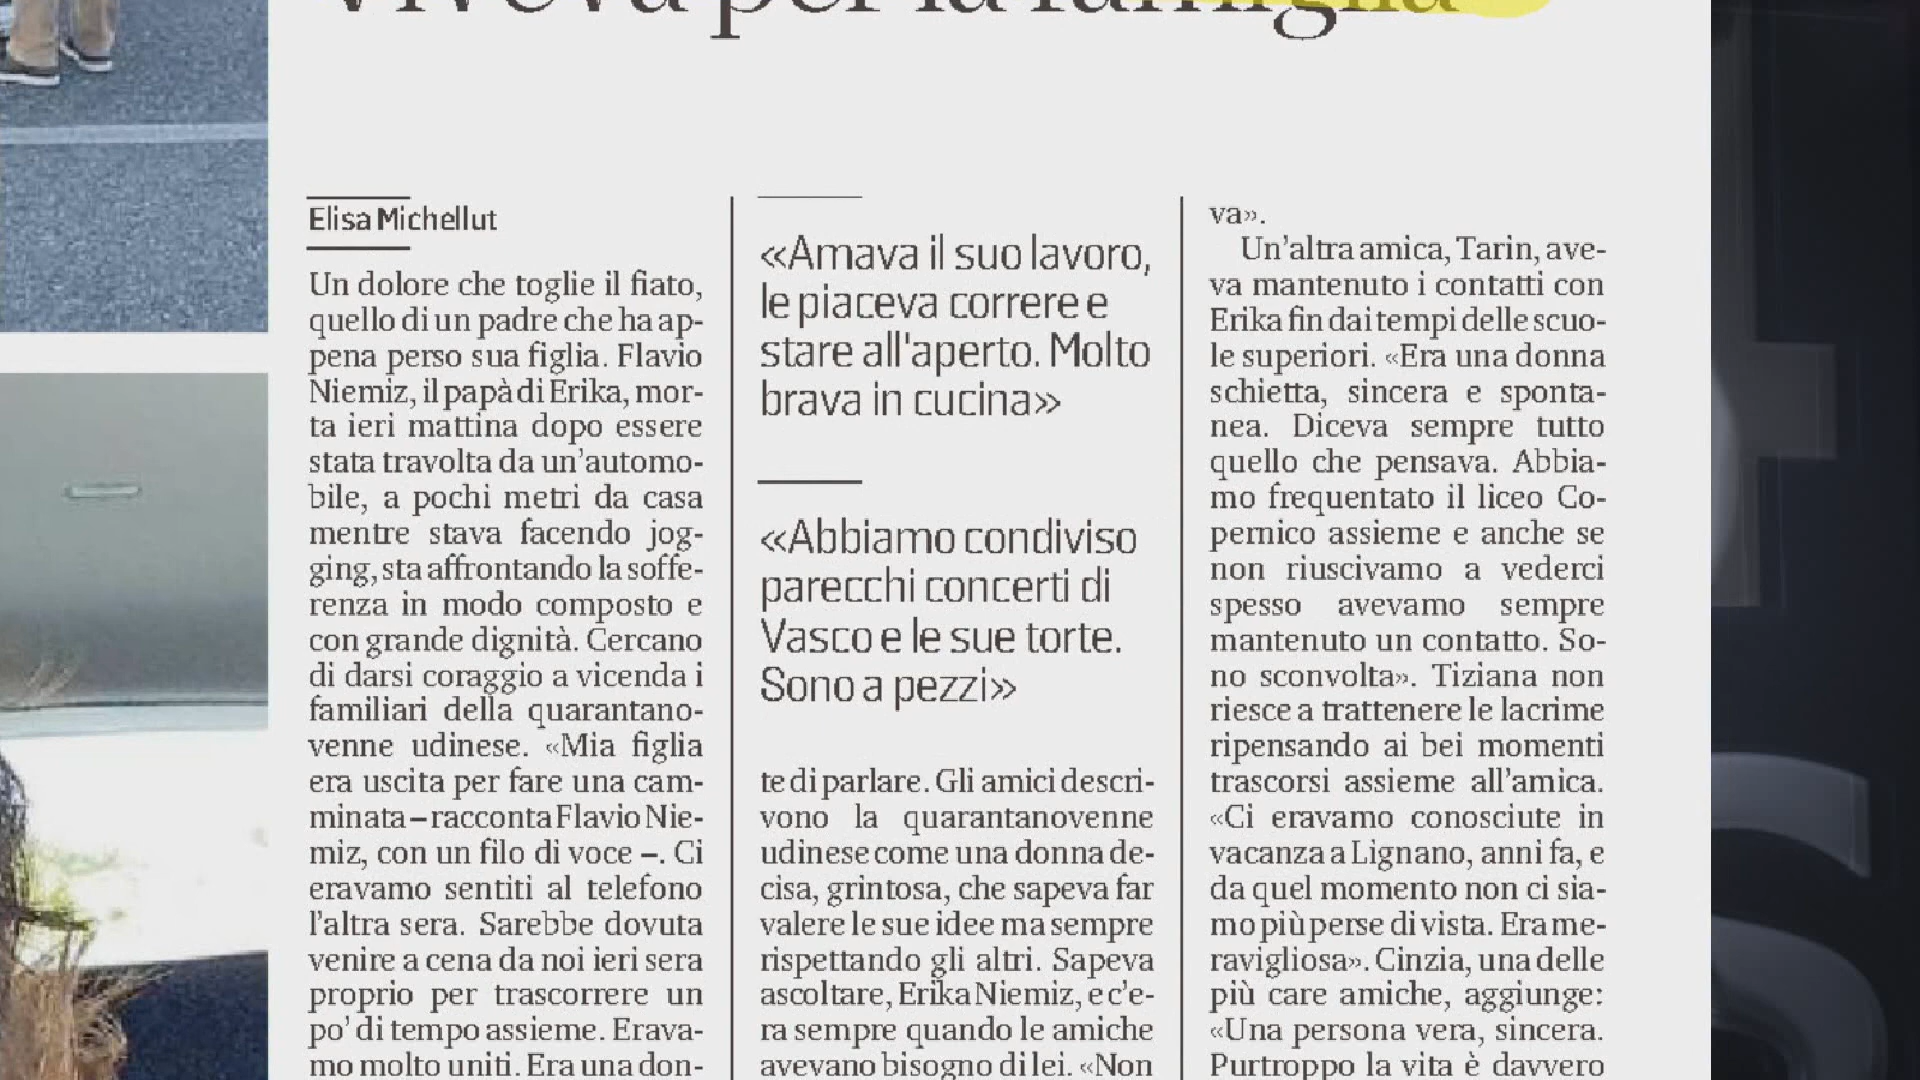 Viveva per la famiglia
Elisa Michellut
Un dolore che toglie il fiato,
quello di un padre che ha ap-
pena perso sua figlia. Flavio
Niemiz, il papà di Erika, mor-
ta ieri mattina dopo essere
stata travolta da un'automo-
bile, a pochi metri da casa
mentre stava facendo jog-
ging, sta affrontando la soffe-
renza in modo composto e
con grande dignità. Cercano
di darsi coraggio a vicenda i
familiari della quarantano-
venne udinese. «Mia figlia
era uscita per fare una cam-
minata – racconta Flavio Nie-
miz, con un filo di voce –. Ci
eravamo sentiti al telefono
l'altra sera. Sarebbe dovuta
venire a cena da noi ieri sera
proprio per trascorrere un
po' di tempo assieme. Erava-
mo molto uniti. Era una don-
«Amava il suo lavoro,
le piaceva correre e
stare all'aperto. Molto
brava in cucina»
«Abbiamo condiviso
parecchi concerti di
Vasco e le sue torte.
Sono a pezzi»
te di parlare. Gli amici descri-
vono la quarantanovenne
udinese come una donna de-
cisa, grintosa, che sapeva far
valere le sue idee ma sempre
rispettando gli altri. Sapeva
ascoltare, Erika Niemiz, e c'e-
ra sempre quando le amiche
avevano bisogno di lei. «Non
va».
Un'altra amica, Tarin, ave-
va mantenuto i contatti con
Erika fin dai tempi delle scuo-
le superiori. «Era una donna
schietta, sincera e sponta-
nea. Diceva sempre tutto
quello che pensava. Abbia-
mo frequentato il liceo Co-
pernico assieme e anche se
non riuscivamo a vederci
spesso avevamo sempre
mantenuto un contatto. So-
no sconvolta». Tiziana non
riesce a trattenere le lacrime
ripensando ai bei momenti
trascorsi assieme all'amica.
«Ci eravamo conosciute in
vacanza a Lignano, anni fa, e
da quel momento non ci sia-
mo più perse di vista. Era me-
ravigliosa». Cinzia, una delle
più care amiche, aggiunge:
«Una persona vera, sincera.
Purtroppo la vita è davvero